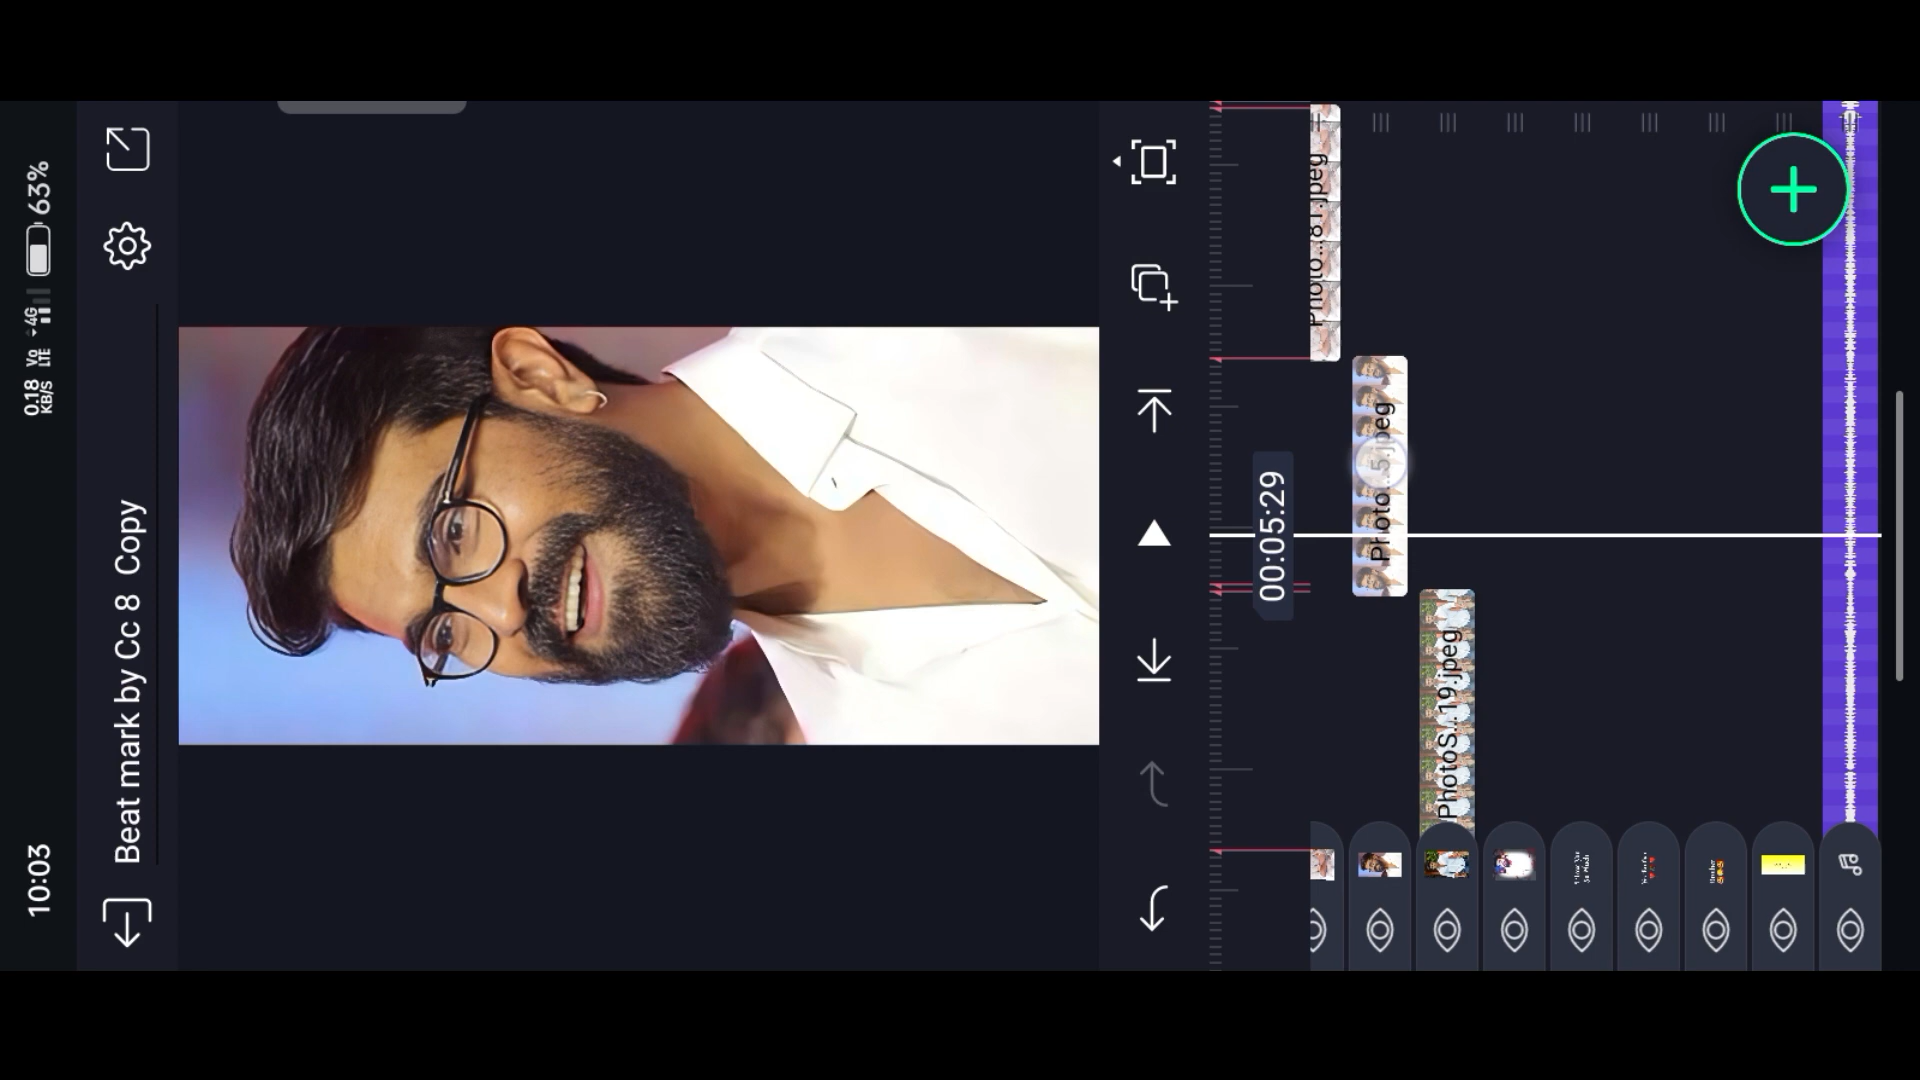 10:03
0.18 KB/S Vo LTE 4G 63%
Beat mark by Cc 8 Copy
00:05:29
Photo...81.jpeg
Photo...5.jpeg
PhotoS...19.jpeg